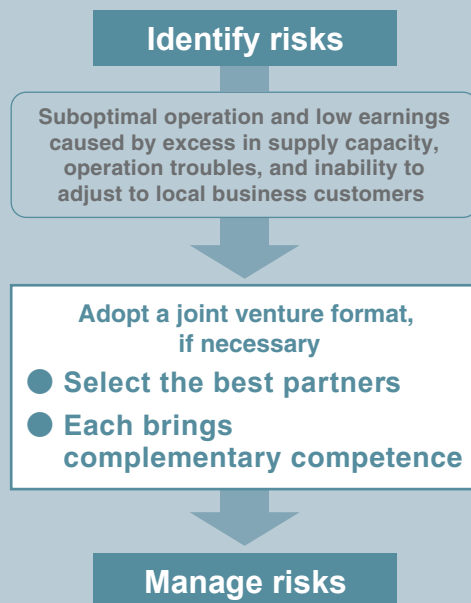 Identify risks
Suboptimal operation and low earnings
caused by excess in supply capacity,
operation troubles, and inability to
adjust to local business customers
Adopt a joint venture format,
if necessary
● Select the best partners
● Each brings
complementary competence
Manage risks